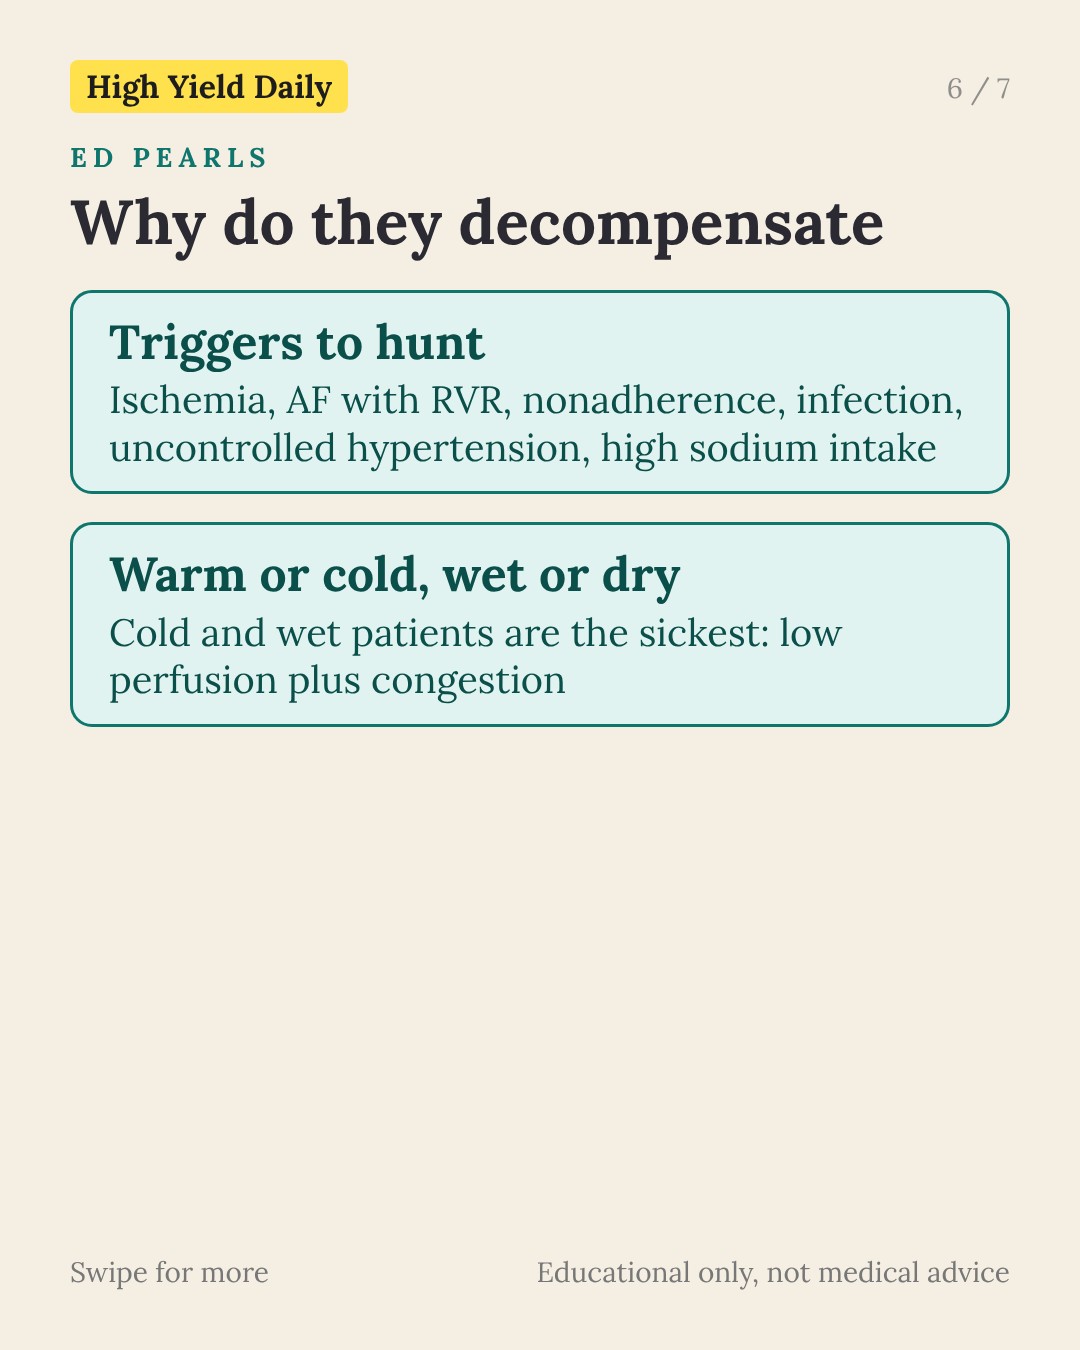 High Yield Daily
6 / 7
ED PEARLS
Why do they decompensate
Triggers to hunt
Ischemia, AF with RVR, nonadherence, infection,
uncontrolled hypertension, high sodium intake
Warm or cold, wet or dry
Cold and wet patients are the sickest: low
perfusion plus congestion
Swipe for more
Educational only, not medical advice